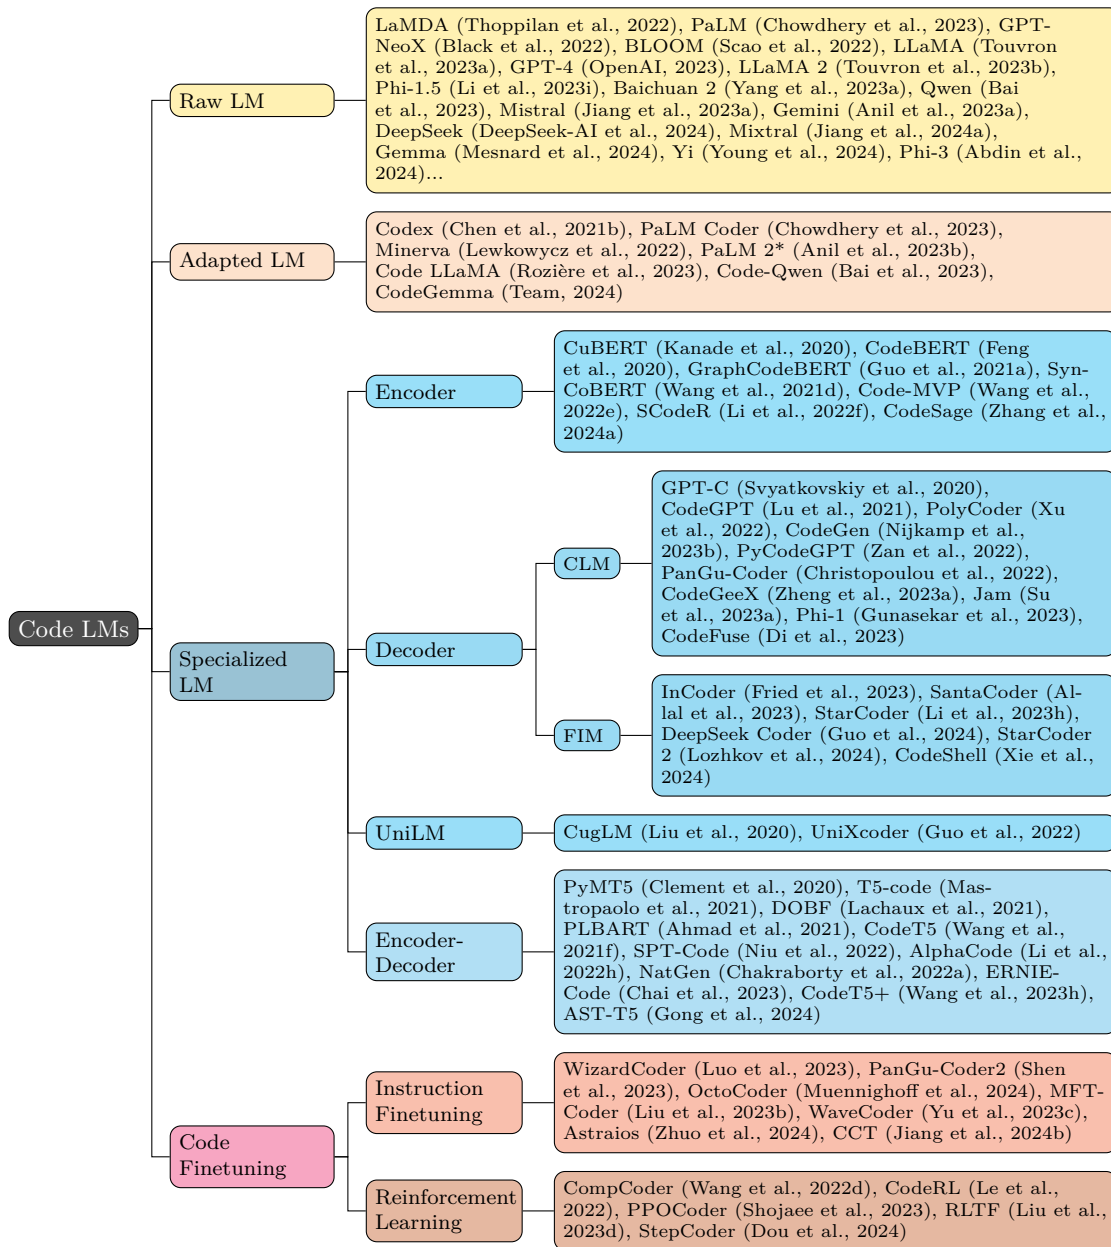 LaMDA (Thoppilan et al., 2022), PaLM (Chowdhery et al., 2023), GPT-
NeoX (Black et al., 2022), BLOOM (Scao et al., 2022), LLaMA (Touvron
et al., 2023a), GPT-4 (OpenAI, 2023), LLaMA 2 (Touvron et al., 2023b),
Phi-1.5 (Li et al., 2023i), Baichuan 2 (Yang et al., 2023a), Qwen (Bai
et al., 2023), Mistral (Jiang et al., 2023a), Gemini (Anil et al., 2023a),
DeepSeek (DeepSeek-AI et al., 2024), Mixtral (Jiang et al., 2024a),
Gemma (Mesnard et al., 2024), Yi (Young et al., 2024), Phi-3 (Abdin et al.,
2024)...
Raw LM
Codex (Chen et al., 2021b), PaLM Coder (Chowdhery et al., 2023),
Minerva (Lewkowycz et al., 2022), PaLM 2* (Anil et al., 2023b),
Code LLaMA (Rozière et al., 2023), Code-Qwen (Bai et al., 2023),
CodeGemma (Team, 2024)
Adapted LM
CuBERT (Kanade et al., 2020), CodeBERT (Feng
et al., 2020), GraphCodeBERT (Guo et al., 2021a), Syn-
CoBERT (Wang et al., 2021d), Code-MVP (Wang et al.,
2022e), SCodeR (Li et al., 2022f), CodeSage (Zhang et al.,
2024a)
Encoder
GPT-C (Svyatkovskiy et al., 2020),
CodeGPT (Lu et al., 2021), PolyCoder (Xu
et al., 2022), CodeGen (Nijkamp et al.,
2023b), PyCodeGPT (Zan et al., 2022),
PanGu-Coder (Christopoulou et al., 2022),
CodeGeeX (Zheng et al., 2023a), Jam (Su
et al., 2023a), Phi-1 (Gunasekar et al., 2023),
CodeFuse (Di et al., 2023)
CLM
Code LMs
Decoder
Specialized
LM
InCoder (Fried et al., 2023), SantaCoder (Al-
lal et al., 2023), StarCoder (Li et al., 2023h),
DeepSeek Coder (Guo et al., 2024), StarCoder
2 (Lozhkov et al., 2024), CodeShell (Xie et al.,
2024)
FIM
UniLM
CugLM (Liu et al., 2020), UniXcoder (Guo et al., 2022)
PyMT5 (Clement et al., 2020), T5-code (Mas-
tropaolo et al., 2021), DOBF (Lachaux et al., 2021),
PLBART (Ahmad et al., 2021), CodeT5 (Wang et al.,
2021f), SPT-Code (Niu et al., 2022), AlphaCode (Li et al.,
2022h), NatGen (Chakraborty et al., 2022a), ERNIE-
Code (Chai et al., 2023), CodeT5+ (Wang et al., 2023h),
AST-T5 (Gong et al., 2024)
Encoder-
Decoder
WizardCoder (Luo et al., 2023), PanGu-Coder2 (Shen
et al., 2023), OctoCoder (Muennighoff et al., 2024), MFT-
Coder (Liu et al., 2023b), WaveCoder (Yu et al., 2023c),
Astraios (Zhuo et al., 2024), CCT (Jiang et al., 2024b)
Instruction
Finetuning
Code
Finetuning
CompCoder (Wang et al., 2022d), CodeRL (Le et al.,
2022), PPOCoder (Shojaee et al., 2023), RLTF (Liu et al.,
2023d), StepCoder (Dou et al., 2024)
Reinforcement
Learning